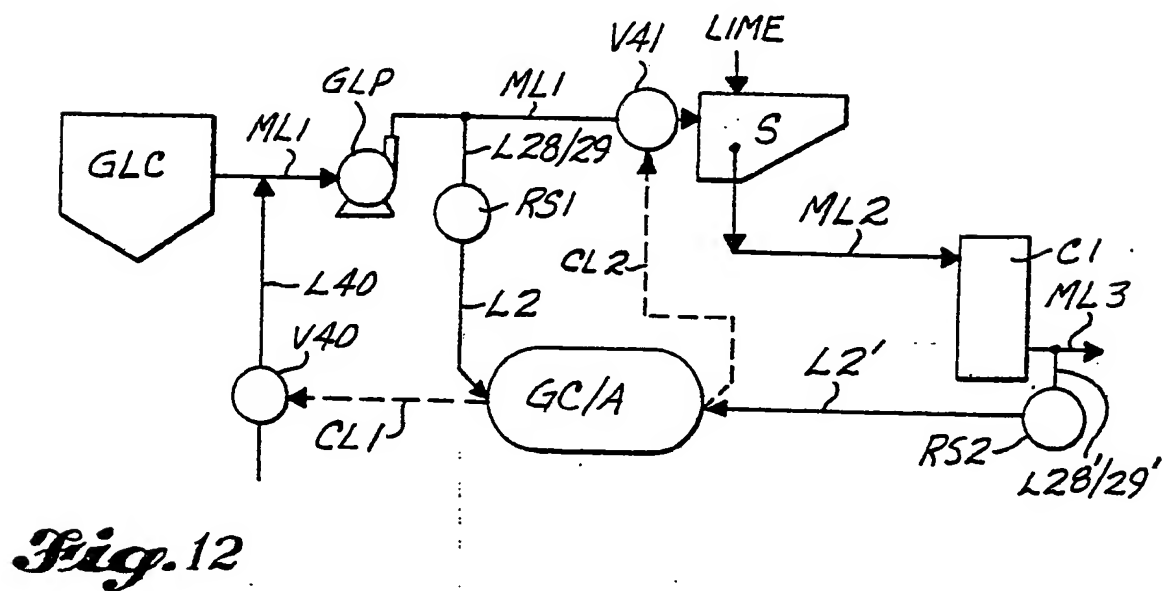 LIME
V41
GLP
ML1
ML1
GLC
S
L28/29
RS1
ML2
C1
CL2
ML3
L40
L2
V40
L2'
GC/A
CL1
RS2
L28'/29'
Fig. 12